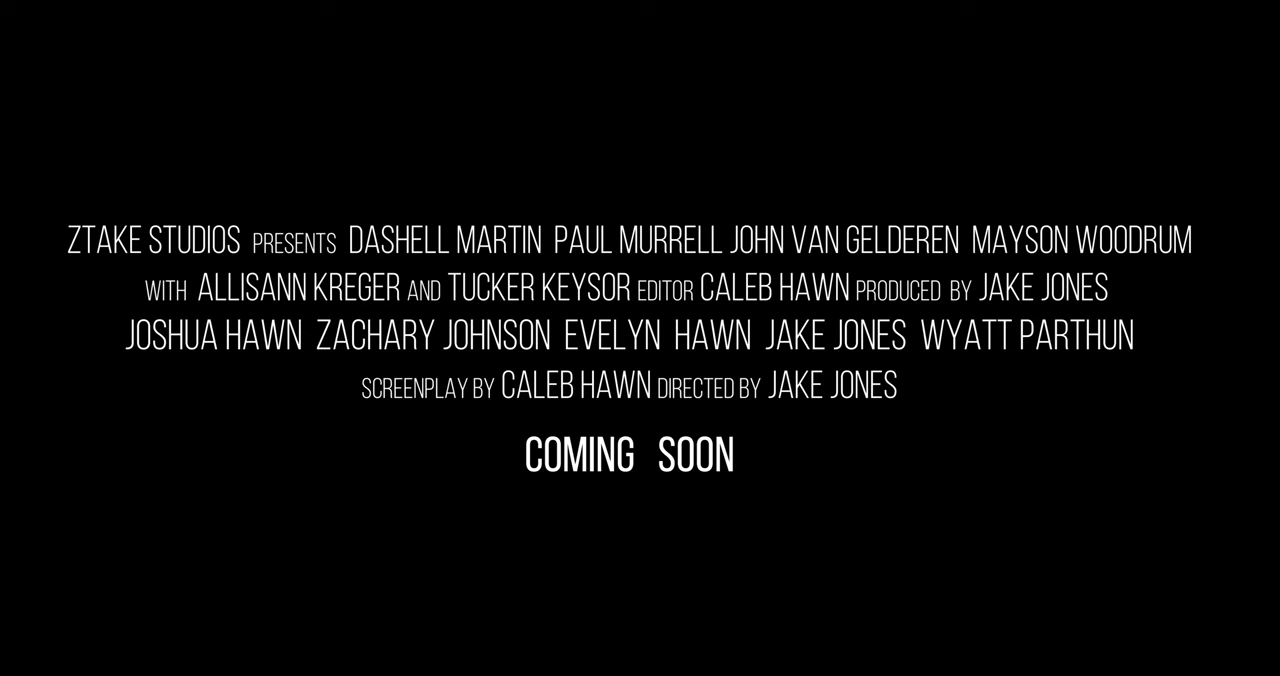 ZTAKE STUDIOS PRESENTS DASHELL MARTIN PAUL MURRELL JOHN VAN GELDEREN MAYSON WOODRUM
WITH ALLISANN KREGER AND TUCKER KEYSOR EDITOR CALEB HAWN PRODUCED BY JAKE JONES
JOSHUA HAWN ZACHARY JOHNSON EVELYN HAWN JAKE JONES WYATT PARTHUN
SCREENPLAY BY CALEB HAWN DIRECTED BY JAKE JONES
COMING SOON